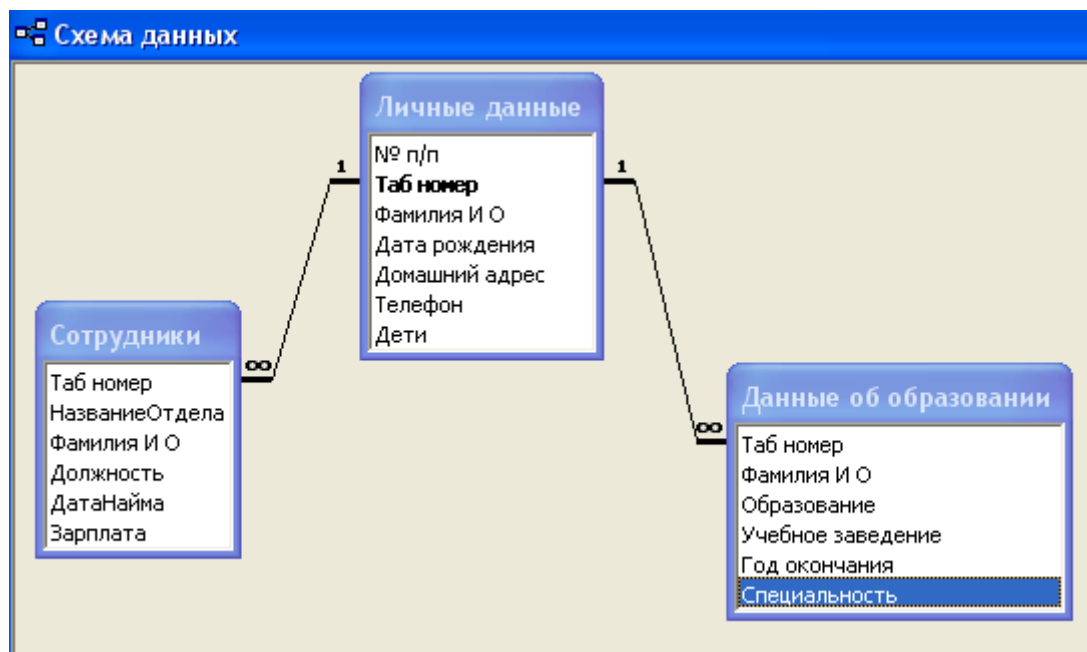 Схема данных
Личные данные
№ п/п
Таб номер
Фамилия И О
Дата рождения
Домашний адрес
Телефон
Дети
1
1
Сотрудники
Таб номер
НазваниеОтдела
Фамилия И О
Должность
ДатаНайма
Зарплата
∞
Данные об образовании
Таб номер
Фамилия И О
Образование
Учебное заведение
Год окончания
Специальность
∞